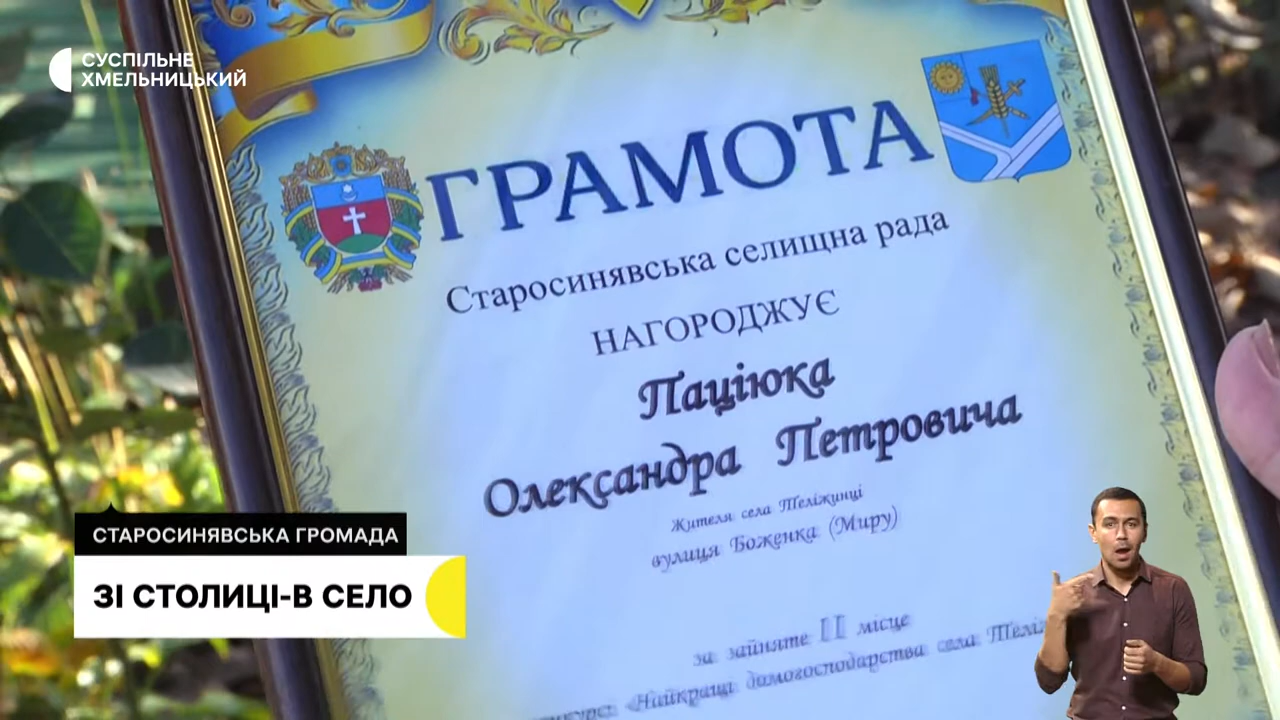 СУСПІЛЬНЕ
ХМЕЛЬНИЦЬКИЙ
ГРАМОТА
Старосинявська селищна рада
НАГОРОДЖУЄ
Паціюка
Олександра Петровича
Жителя села Теліжинці
вулиця Боженка (Миру)
за зайняте II місце
«Найкраща домогосподарства села
СТАРОСИНЯВСЬКА ГРОМАДА
ЗІ СТОЛИЦІ-В СЕЛО